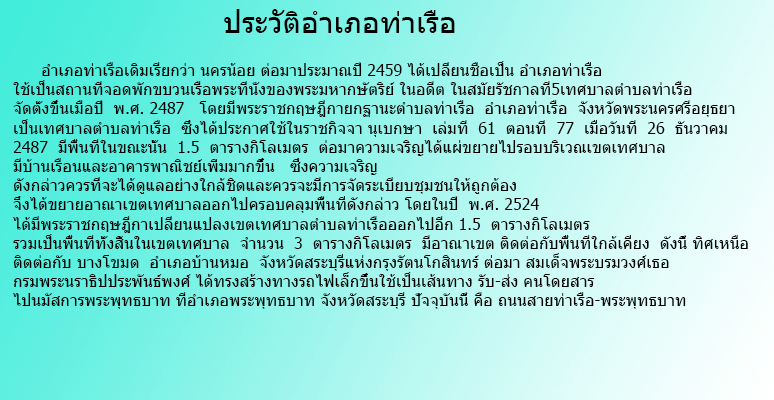 ประวัติอำเภอท่าเรือ
อำเภอท่าเรือเดิมเรียกว่า นครน้อย ต่อมาประมาณปี 2459 ได้เปลี่ยนชื่อเป็น อำเภอท่าเรือ
ใช้เป็นสถานที่จอดพักขบวนเรือพระที่นั่งของพระมหากษัตริย์ ในอดีต ในสมัยรัชกาลที่5เทศบาลตำบลท่าเรือ
จัดตั้งขึ้นเมื่อปี พ.ศ. 2487 โดยมีพระราชกฤษฎีกายกฐานะตำบลท่าเรือ อำเภอท่าเรือ จังหวัดพระนครศรีอยุธยา
เป็นเทศบาลตำบลท่าเรือ ซึ่งได้ประกาศใช้ในราชกิจจา นุเบกษา เล่มที่ 61 ตอนที่ 77 เมื่อวันที่ 26 ธันวาคม
2487 มีพื้นที่ในขณะนั้น 1.5 ตารางกิโลเมตร ต่อมาความเจริญได้แผ่ขยายไปรอบบริเวณเขตเทศบาล
มีบ้านเรือนและอาคารพาณิชย์เพิ่มมากขึ้น ซึ่งความเจริญ
ดังกล่าวควรที่จะได้ดูแลอย่างใกล้ชิดและควรจะมีการจัดระเบียบชุมชนให้ถูกต้อง
จึงได้ขยายอาณาเขตเทศบาลออกไปครอบคลุมพื้นที่ดังกล่าว โดยในปี พ.ศ. 2524
ได้มีพระราชกฤษฎีกาเปลี่ยนแปลงเขตเทศบาลตำบลท่าเรือออกไปอีก 1.5 ตารางกิโลเมตร
รวมเป็นพื้นที่ทั้งสิ้นในเขตเทศบาล จำนวน 3 ตารางกิโลเมตร มีอาณาเขต ติดต่อกับพื้นที่ใกล้เคียง ดังนี้ ทิศเหนือ
ติดต่อกับ บางโขมด อำเภอบ้านหมอ จังหวัดสระบุรีแห่งกรุงรัตนโกสินทร์ ต่อมา สมเด็จพระบรมวงศ์เธอ
กรมพระนราธิปประพันธ์พงศ์ ได้ทรงสร้างทางรถไฟเล็กขึ้นใช้เป็นเส้นทาง รับ-ส่ง คนโดยสาร
ไปนมัสการพระพุทธบาท ที่อำเภอพระพุทธบาท จังหวัดสระบุรี ปัจจุบันนี้ คือ ถนนสายท่าเรือ-พระพุทธบาท